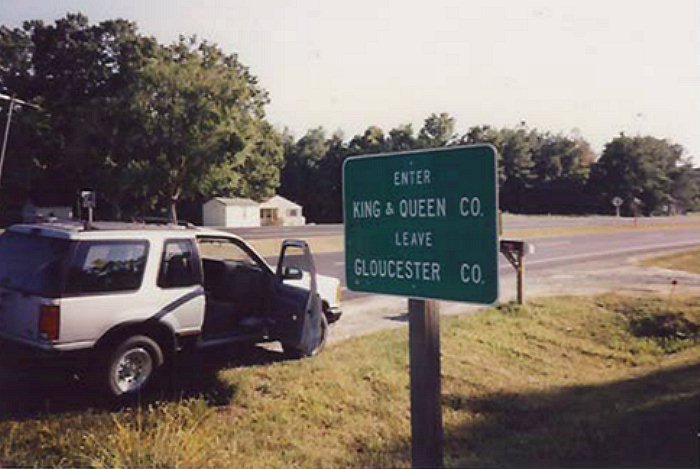 ENTER
KING & QUEEN CO.
LEAVE
GLOUCESTER CO.